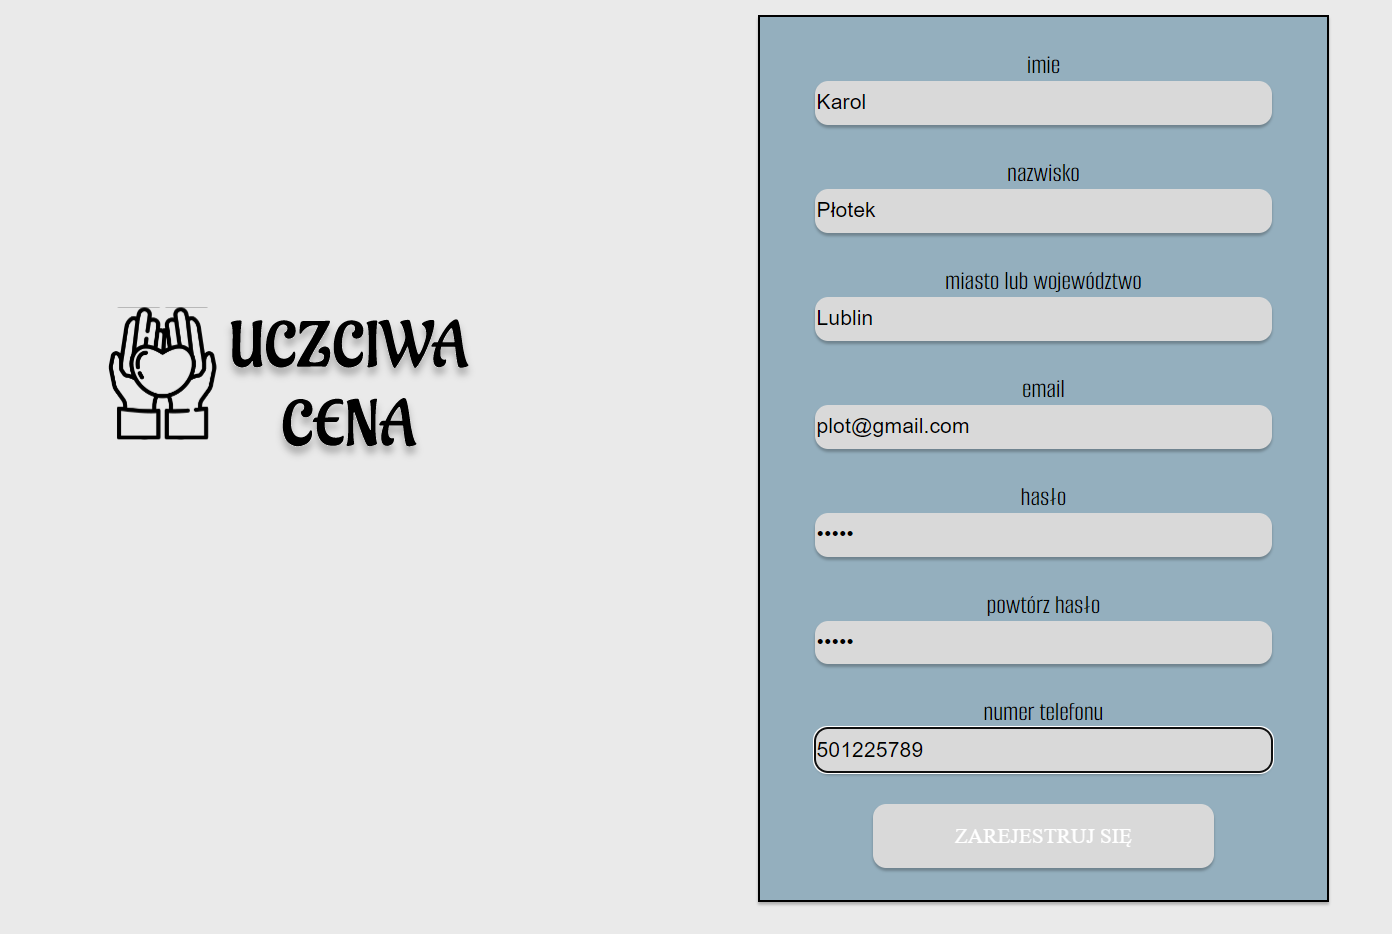 UCZCIWA
CENA
imie
Karol
nazwisko
Płotek
miasto lub województwo
Lublin
email
plot@gmail.com
hasło
•••••
powtórz hasło
•••••
numer telefonu
501225789
ZAREJESTRUJ SIĘ